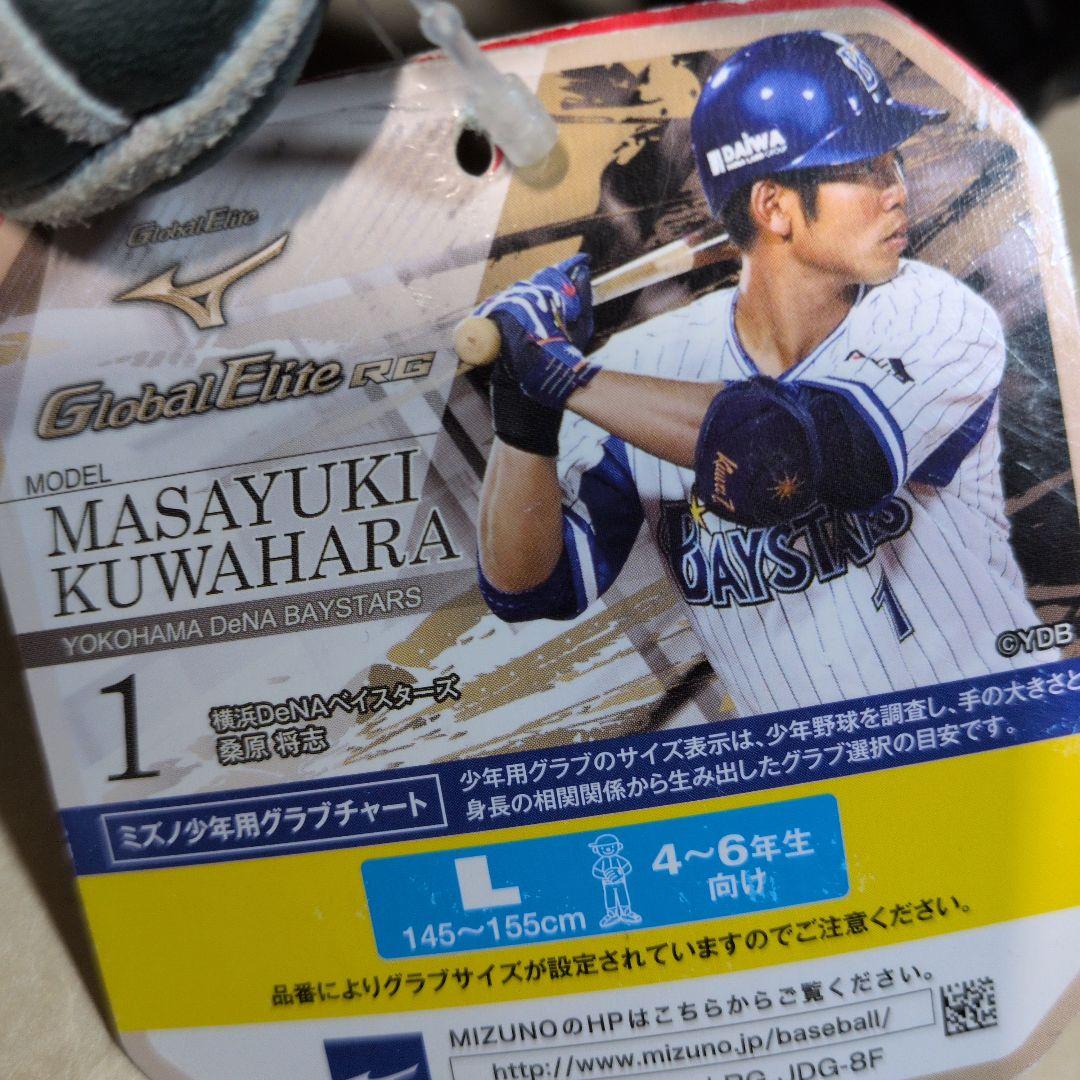 Global Elite
Global Elite RG
MODEL
MASAYUKI
KUWAHARA
YOKOHAMA DeNA BAYSTARS
1
横浜DeNAベイスターズ
桑原 将志
DAIWA
BAYSTARS
1
©YDB
ミズノ少年用グラブチャート
少年用グラブのサイズ表示は、少年野球を調査し、手の大きさと
身長の相関関係から生み出したグラブ選択の目安です。
L
145〜155cm
4〜6年生
向け
品番によりグラブサイズが設定されていますのでご注意ください。
MIZUNOのHPはこちらからご覧ください。
http://www.mizuno.jp/baseball/
RG JDG-8F